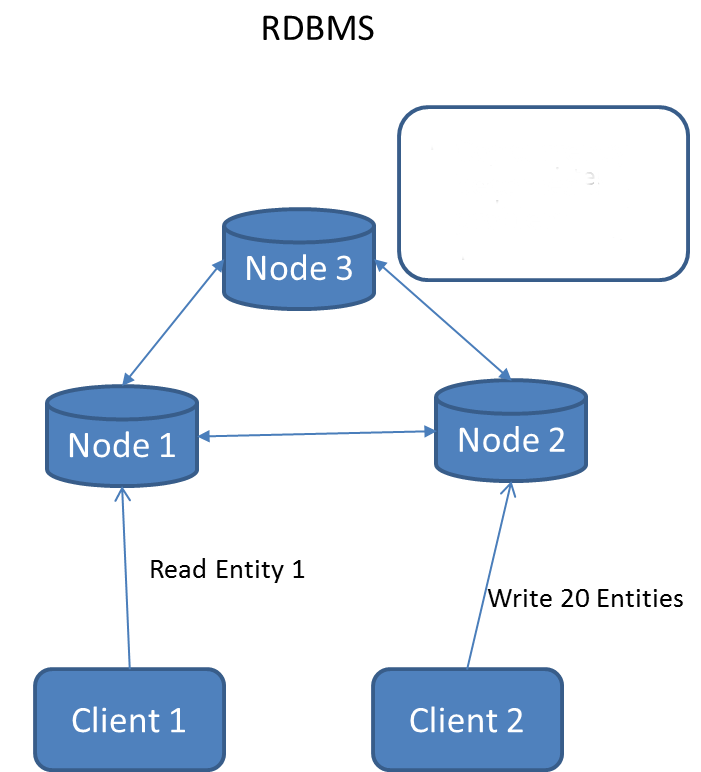 RDBMS
Node 3
Node 1
Node 2
Read Entity 1
Write 20 Entities
Client 1
Client 2